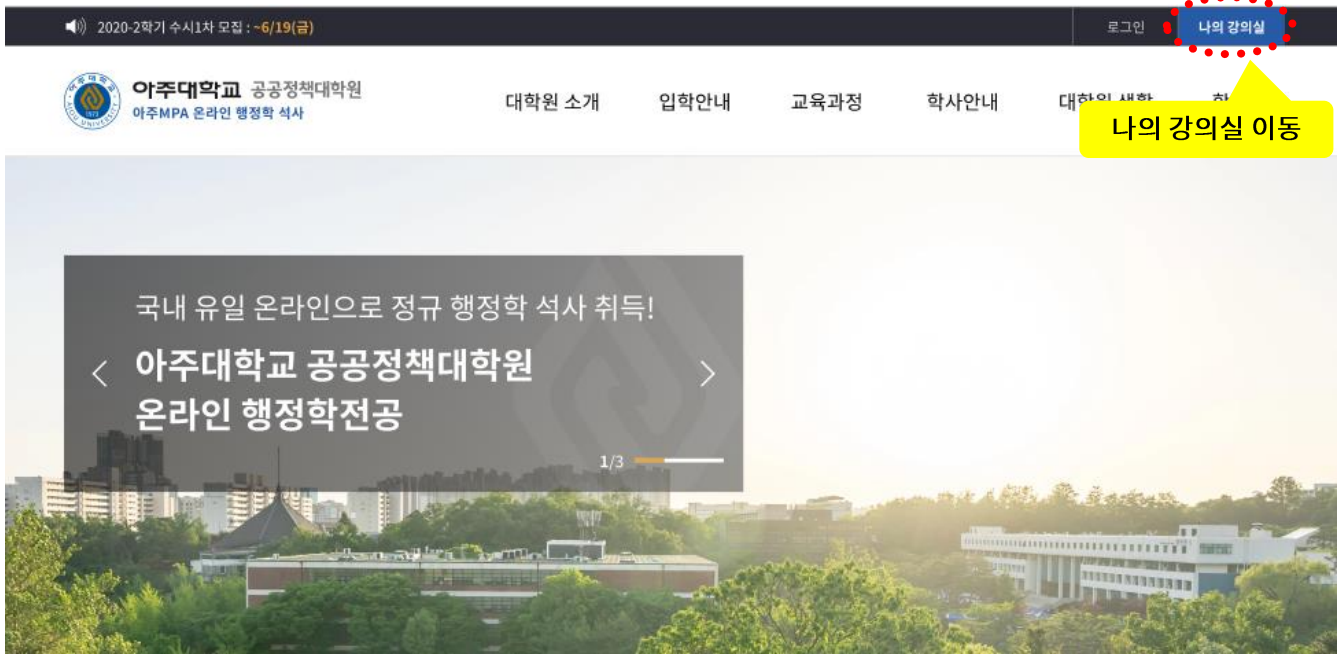 2020-2학기 수시1차 모집 : ~6/19(금)
로그인
나의 강의실
아주대학교 공공정책대학원
아주MPA 온라인 행정학 석사
대학원 소개
입학안내
교육과정
학사안내
대학원 생활
나의 강의실 이동
국내 유일 온라인으로 정규 행정학 석사 취득!
아주대학교 공공정책대학원
온라인 행정학전공
1/3